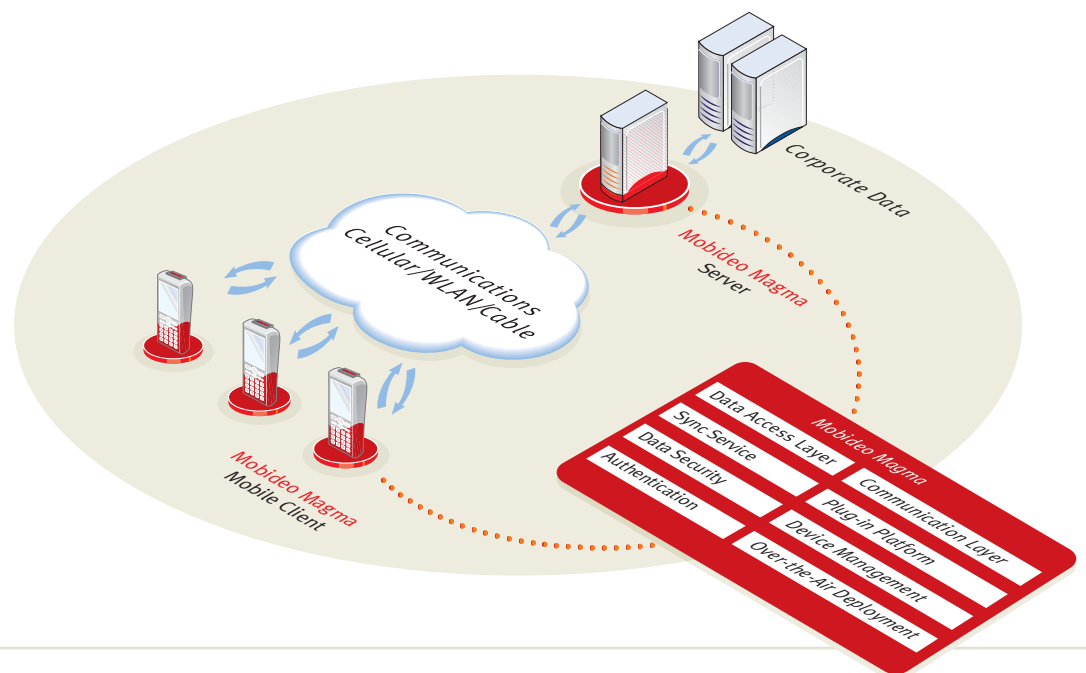 Corporate Data
Mobideo Magma
Server
Communications
Cellular/WLAN/Cable
Mobideo Magma
Mobile Client
Mobideo Magma
Data Access Layer
Sync Service
Data Security
Authentication
Communication Layer
Plug-in Platform
Device Management
Over-the-Air Deployment